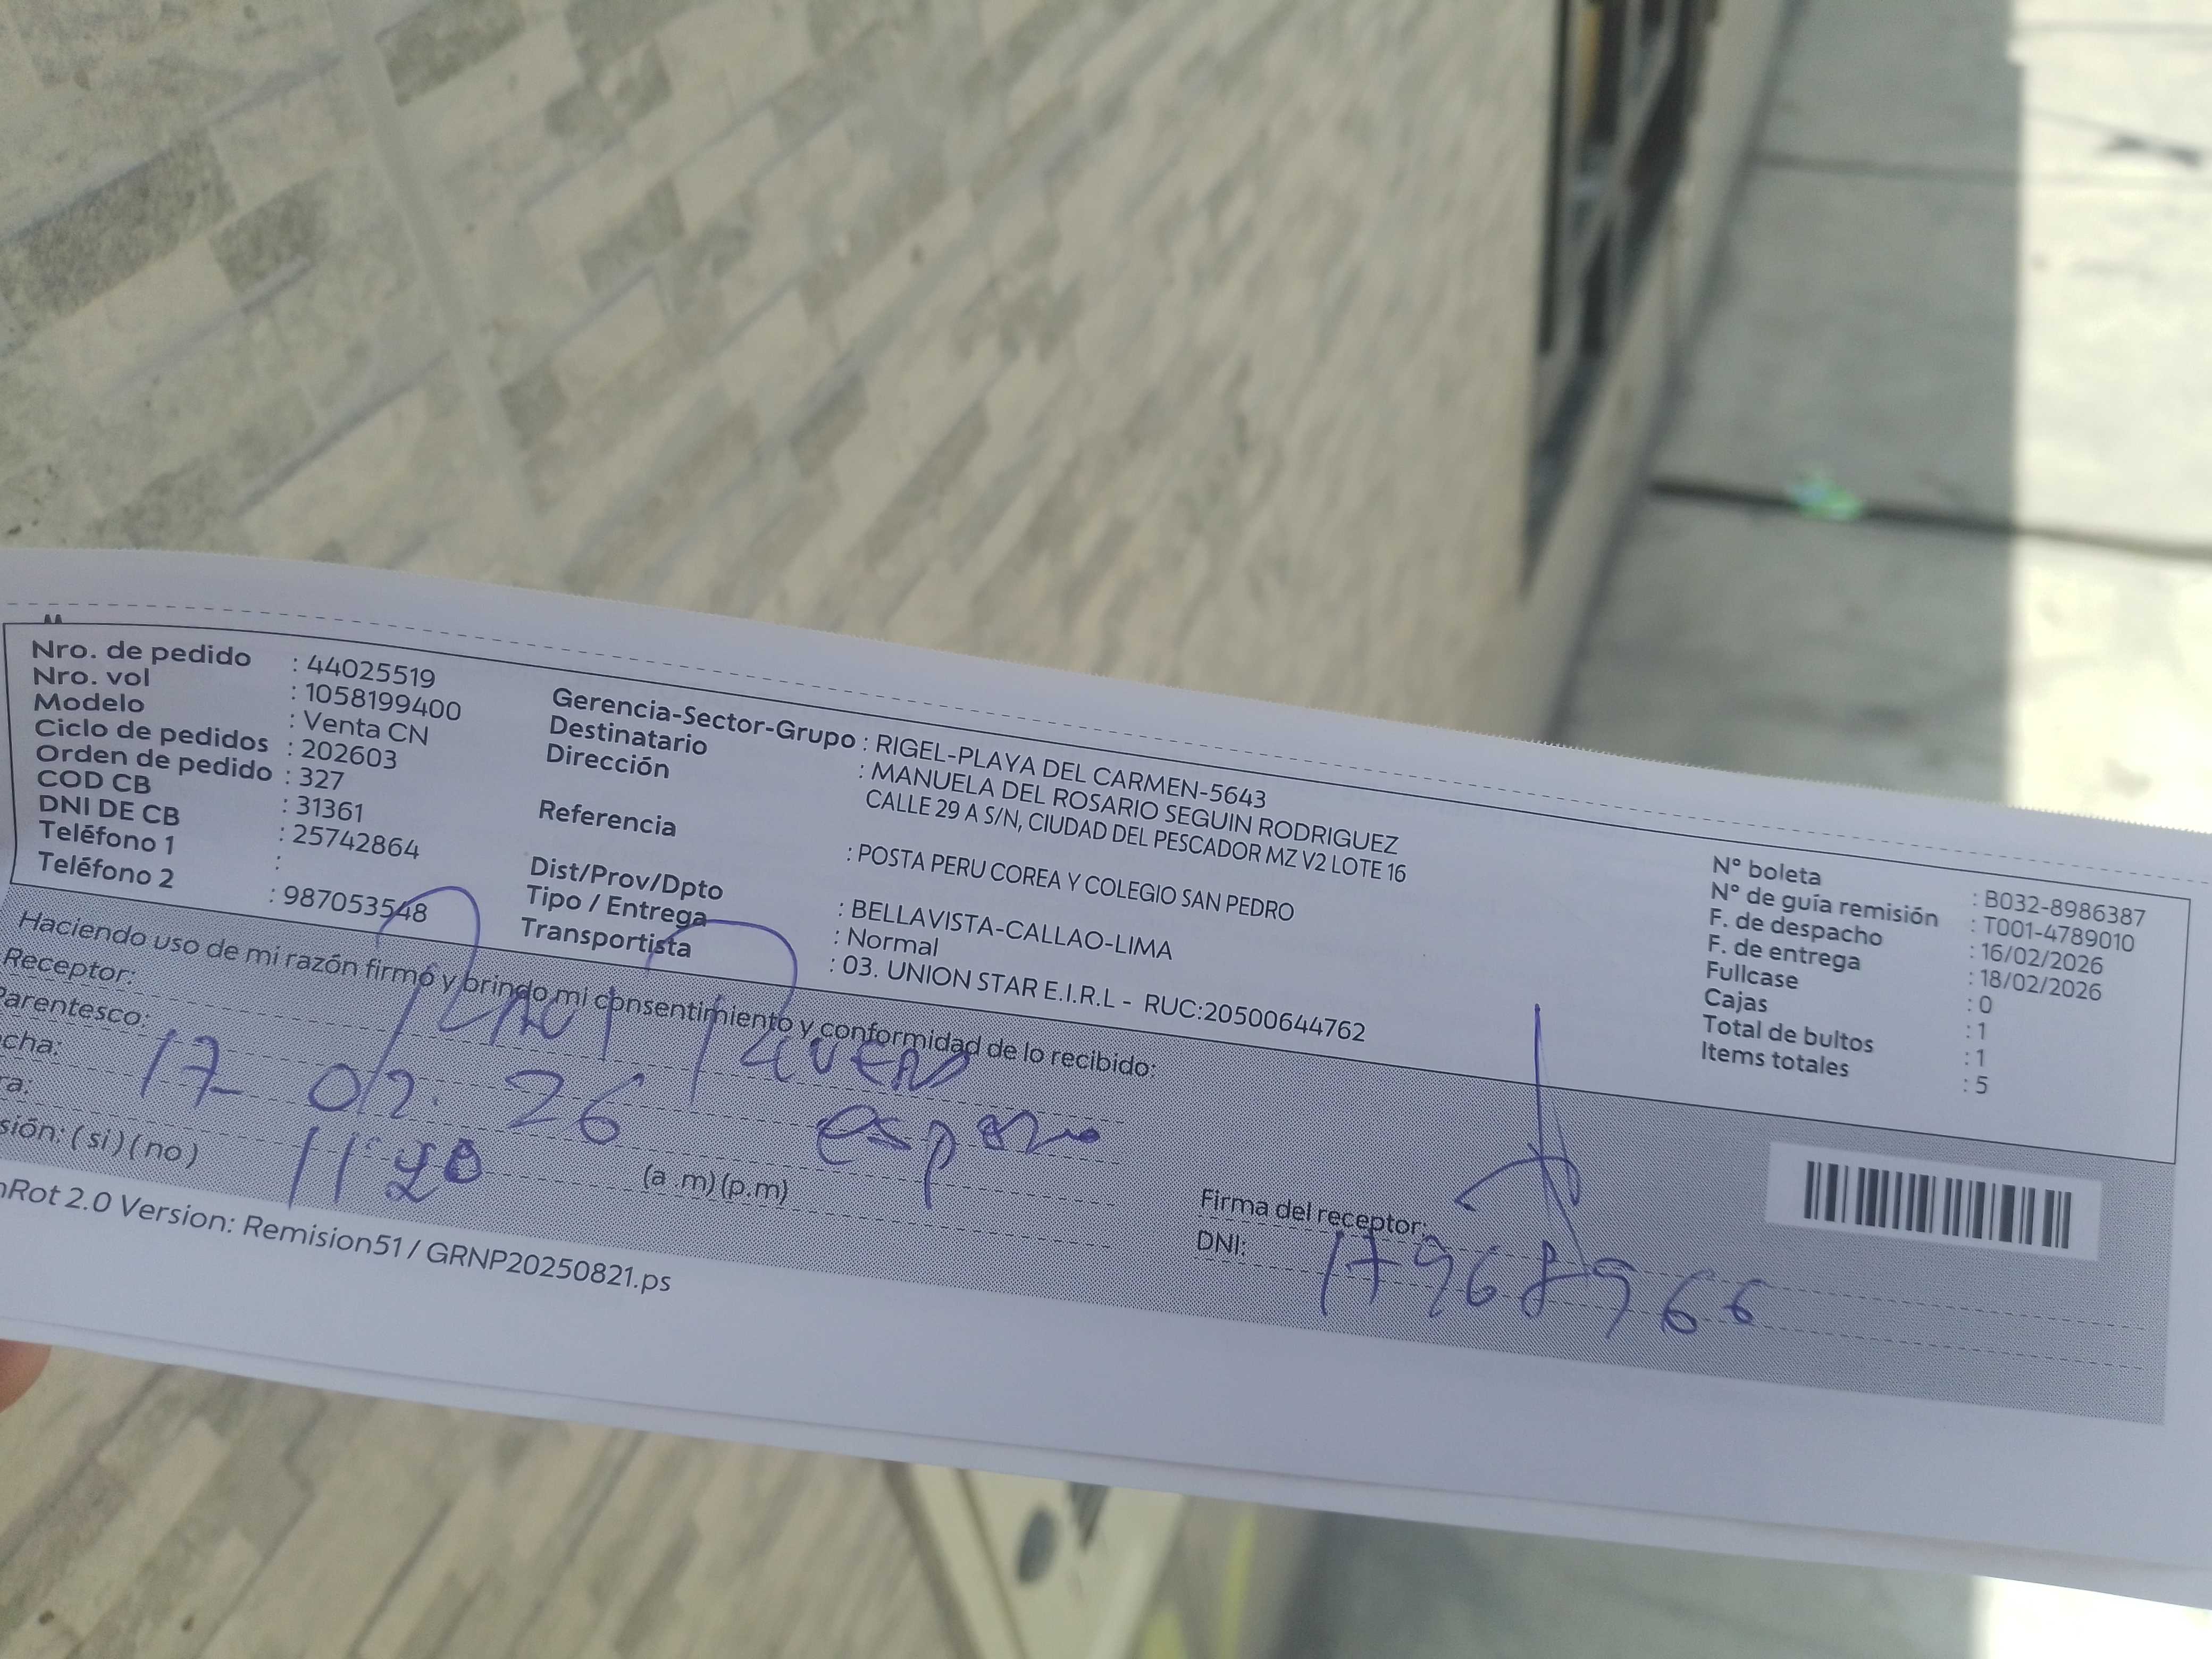 Nro. de pedido : 44025519
Nro. vol : 1058199400
Modelo : Venta CN
Ciclo de pedidos : 202603
Orden de pedido : 327
COD CB : 31361
DNI DE CB : 25742864
Teléfono 1 :
Teléfono 2 : 987053548
Gerencia-Sector-Grupo : RIGEL-PLAYA DEL CARMEN-5643
Destinatario : MANUELA DEL ROSARIO SEGUIN RODRIGUEZ
Dirección CALLE 29 A S/N, CIUDAD DEL PESCADOR MZ V2 LOTE 16
Referencia : POSTA PERU COREA Y COLEGIO SAN PEDRO
Dist/Prov/Dpto : BELLAVISTA-CALLAO-LIMA
Tipo / Entrega : Normal
Transportista : 03. UNION STAR E.I.R.L - RUC:20500644762
N° boleta : B032-8986387
N° de guía remisión : T001-4789010
F. de despacho : 16/02/2026
F. de entrega : 18/02/2026
Fullcase : 0
Cajas : 1
Total de bultos : 1
Items totales : 5
Haciendo uso de mi razón firmo y brindo mi consentimiento y conformidad de lo recibido:
Receptor:
Parentesco: esposo
cha: 17-02-26
ra: 11:20 (a .m) (p.m)
sión: ( si ) ( no )
Firma del receptor:
DNI: 17968966
nRot 2.0 Version: Remision51 / GRNP20250821.ps